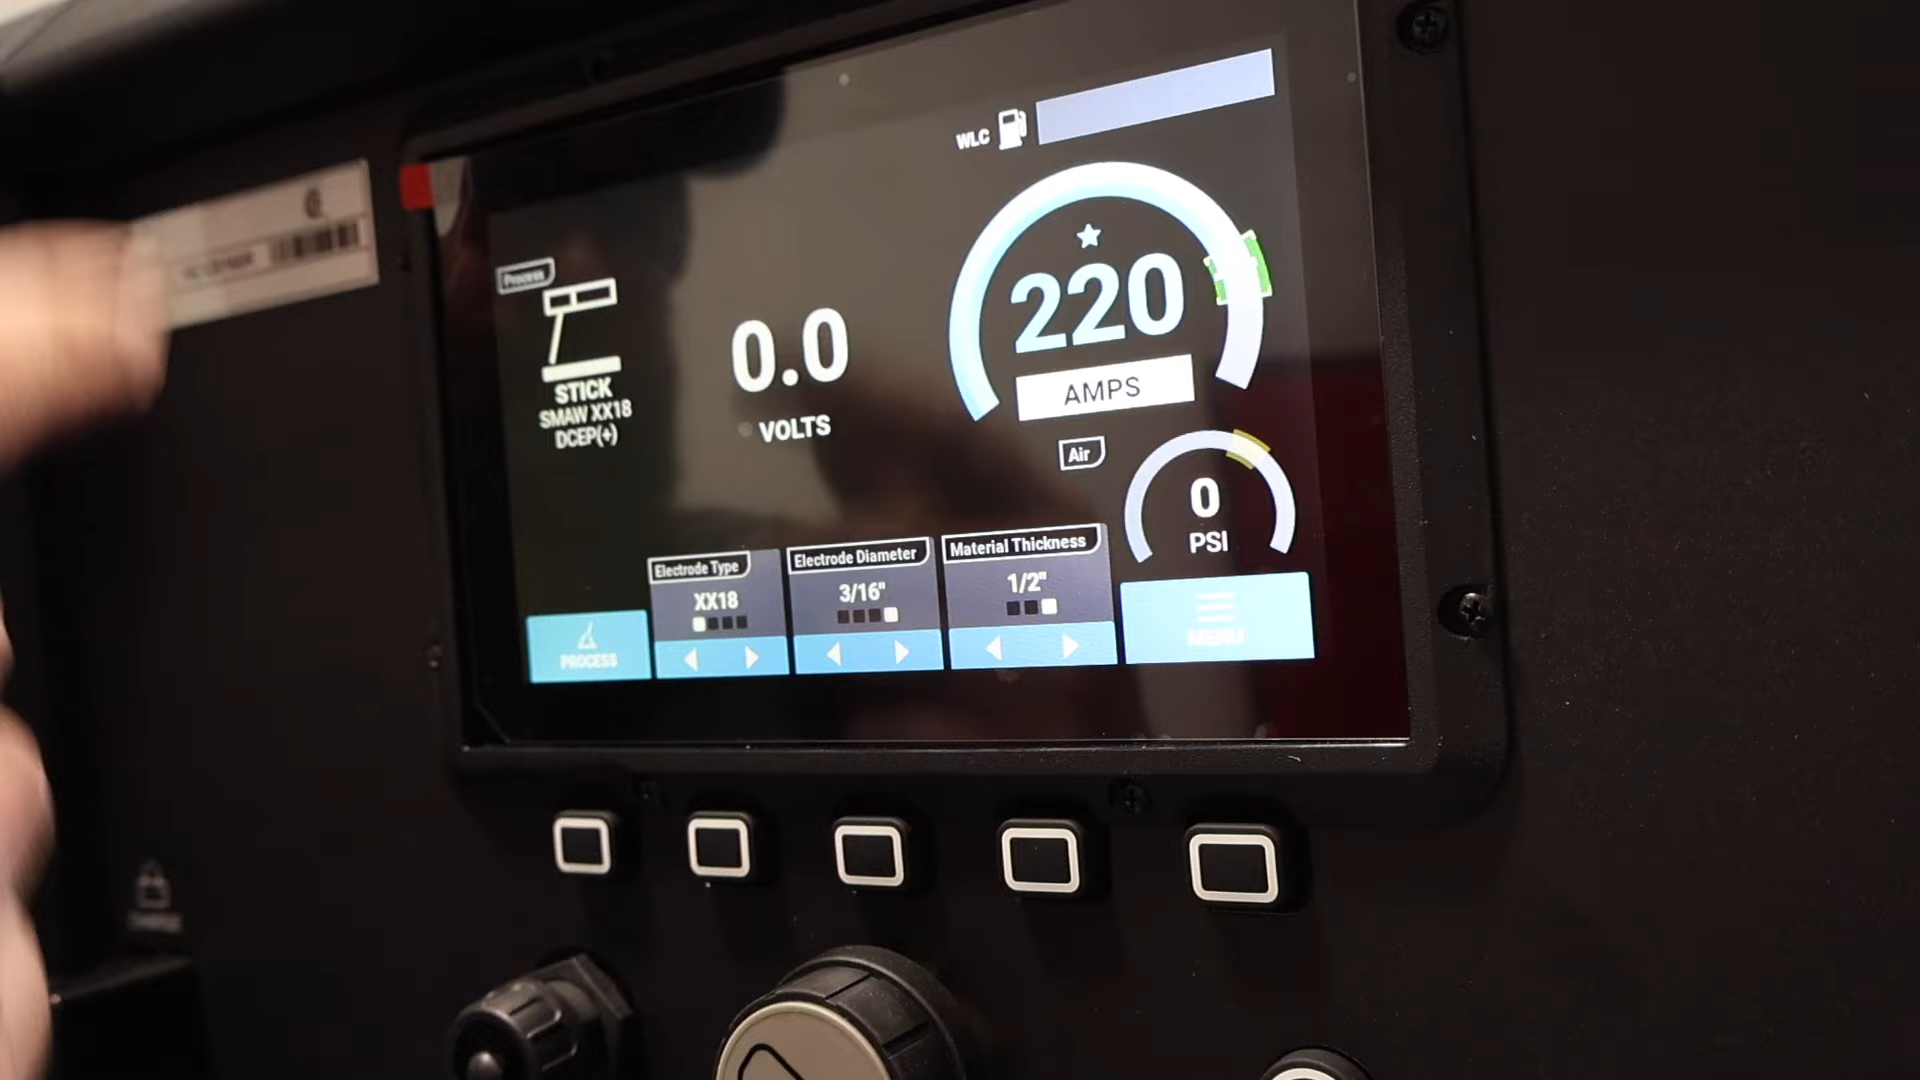 WLC
Process
STICK
SMAW XX18
DCEP(+)
0.0
VOLTS
220
AMPS
Air
0
PSI
Electrode Type
XX18
Electrode Diameter
3/16"
Material Thickness
1/2"
PROCESS
MENU